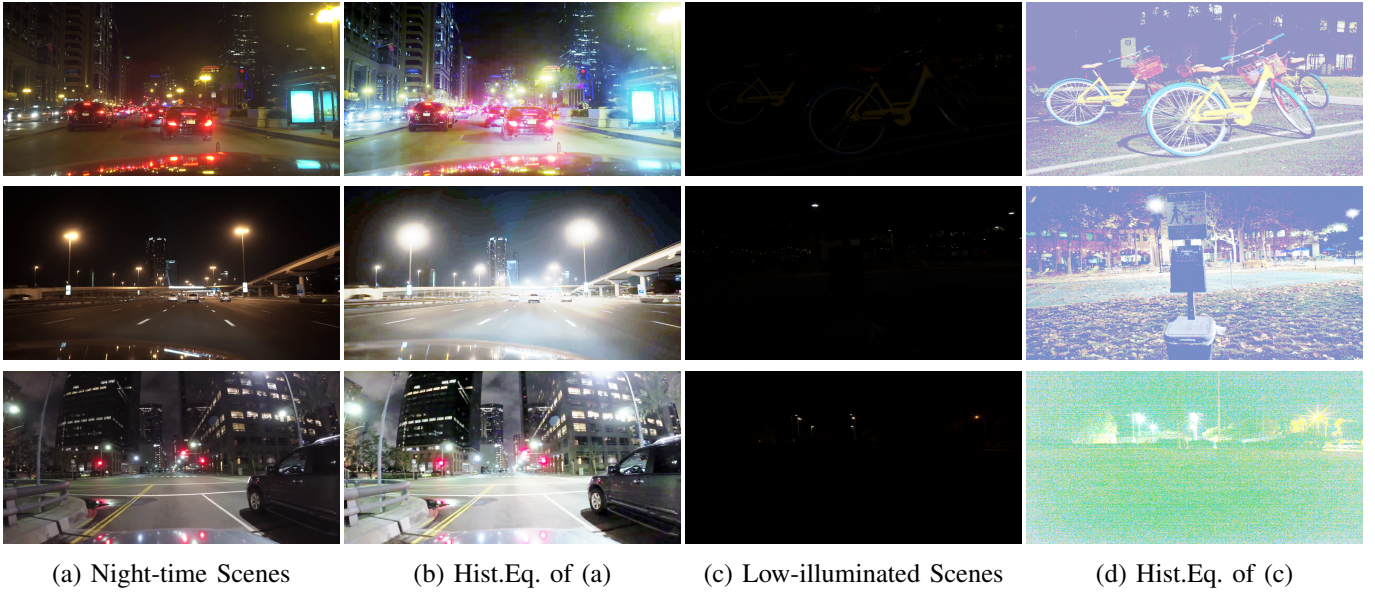 (a) Night-time Scenes
(b) Hist.Eq. of (a)
(c) Low-illuminated Scenes
(d) Hist.Eq. of (c)